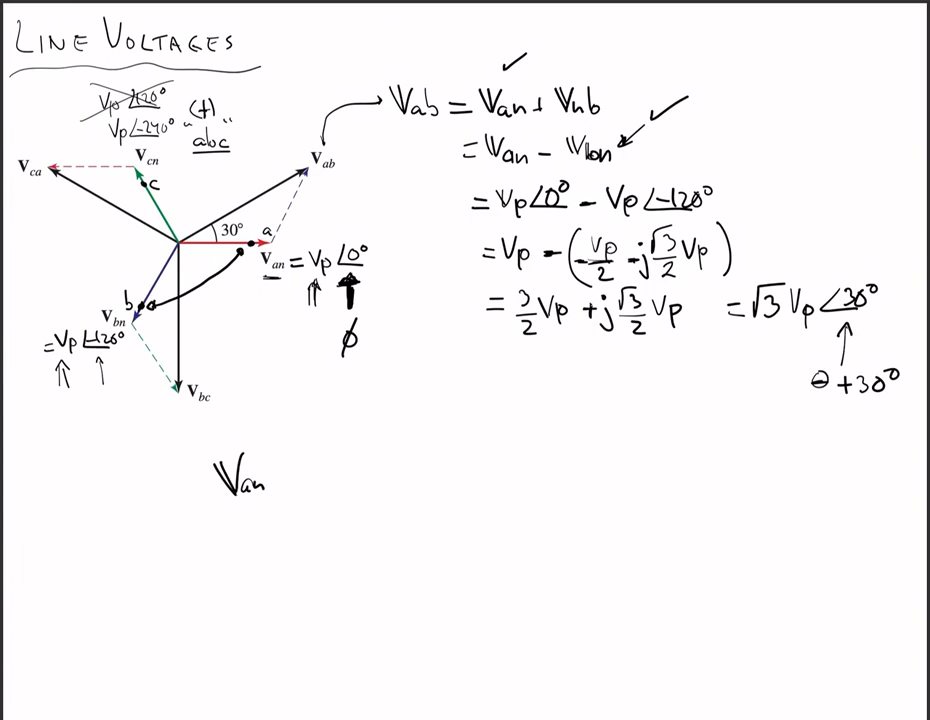 LINE VOLTAGES
Vp∠120°
Vp∠-240°
(+)
"abc"
Vca
Vcn
c
Vab
30°
a
Van = Vp∠0°
ϕ
b
Vbn
= Vp∠-120°
Vbc
Vab = Van + Vnb
= Van - Vbn
= Vp∠0° - Vp∠-120°
= Vp - (-Vp/2 - j√3/2 Vp)
= 3/2 Vp + j √3/2 Vp = √3 Vp ∠30°
θ + 30°
Van